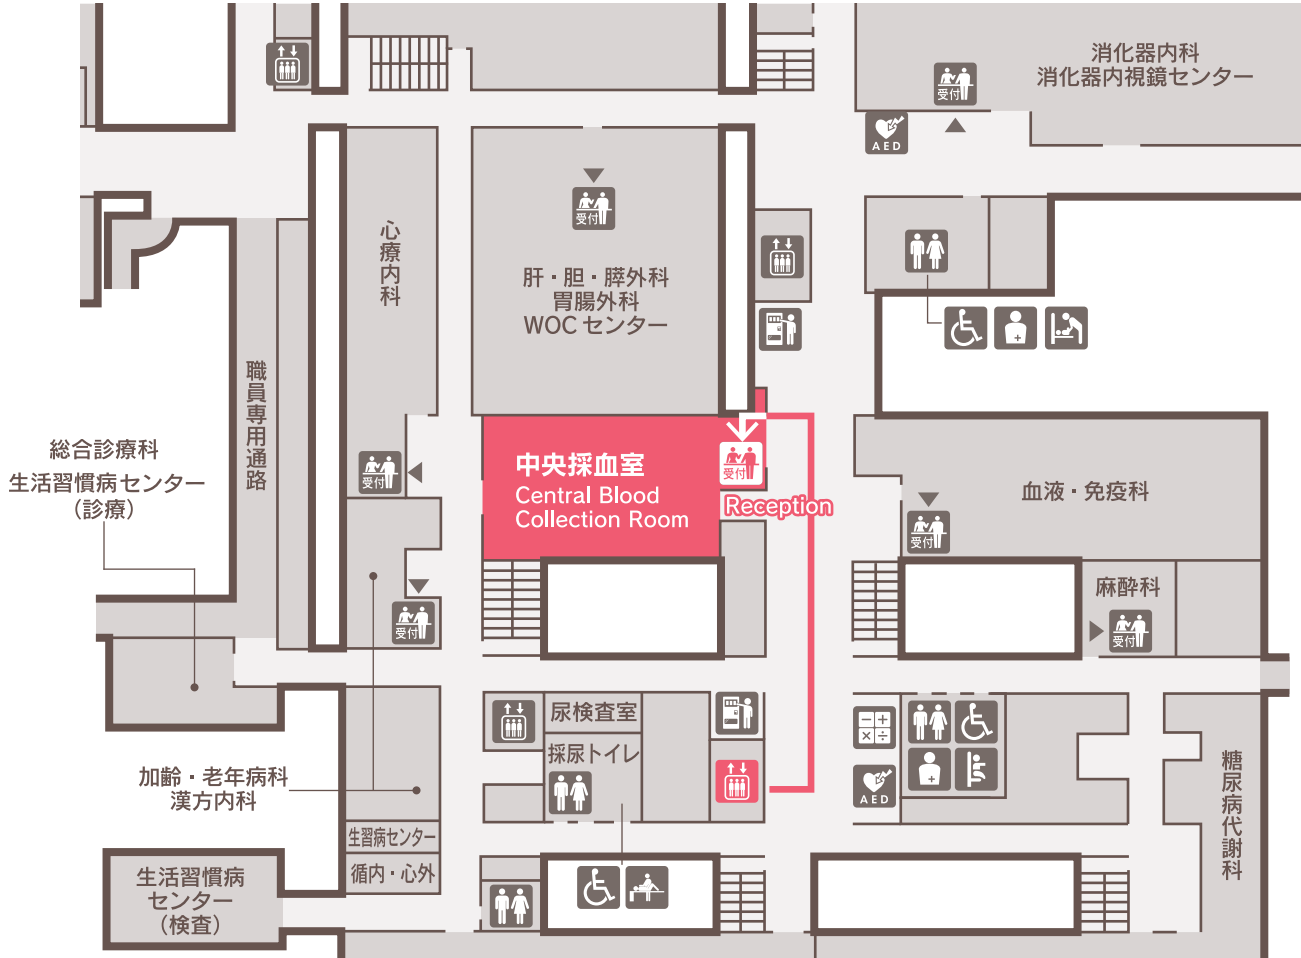 消化器内科
消化器内視鏡センター
受付
AED
受付
心療内科
肝・胆・膵外科
胃腸外科
WOC センター
職員専用通路
総合診療科
生活習慣病センター
（診療）
受付
中央採血室
Central Blood
Collection Room
受付
Reception
血液・免疫科
受付
麻酔科
受付
受付
尿検査室
採尿トイレ
AED
加齢・老年病科
漢方内科
生習病センター
循内・心外
生活習慣病
センター
（検査）
糖尿病代謝科